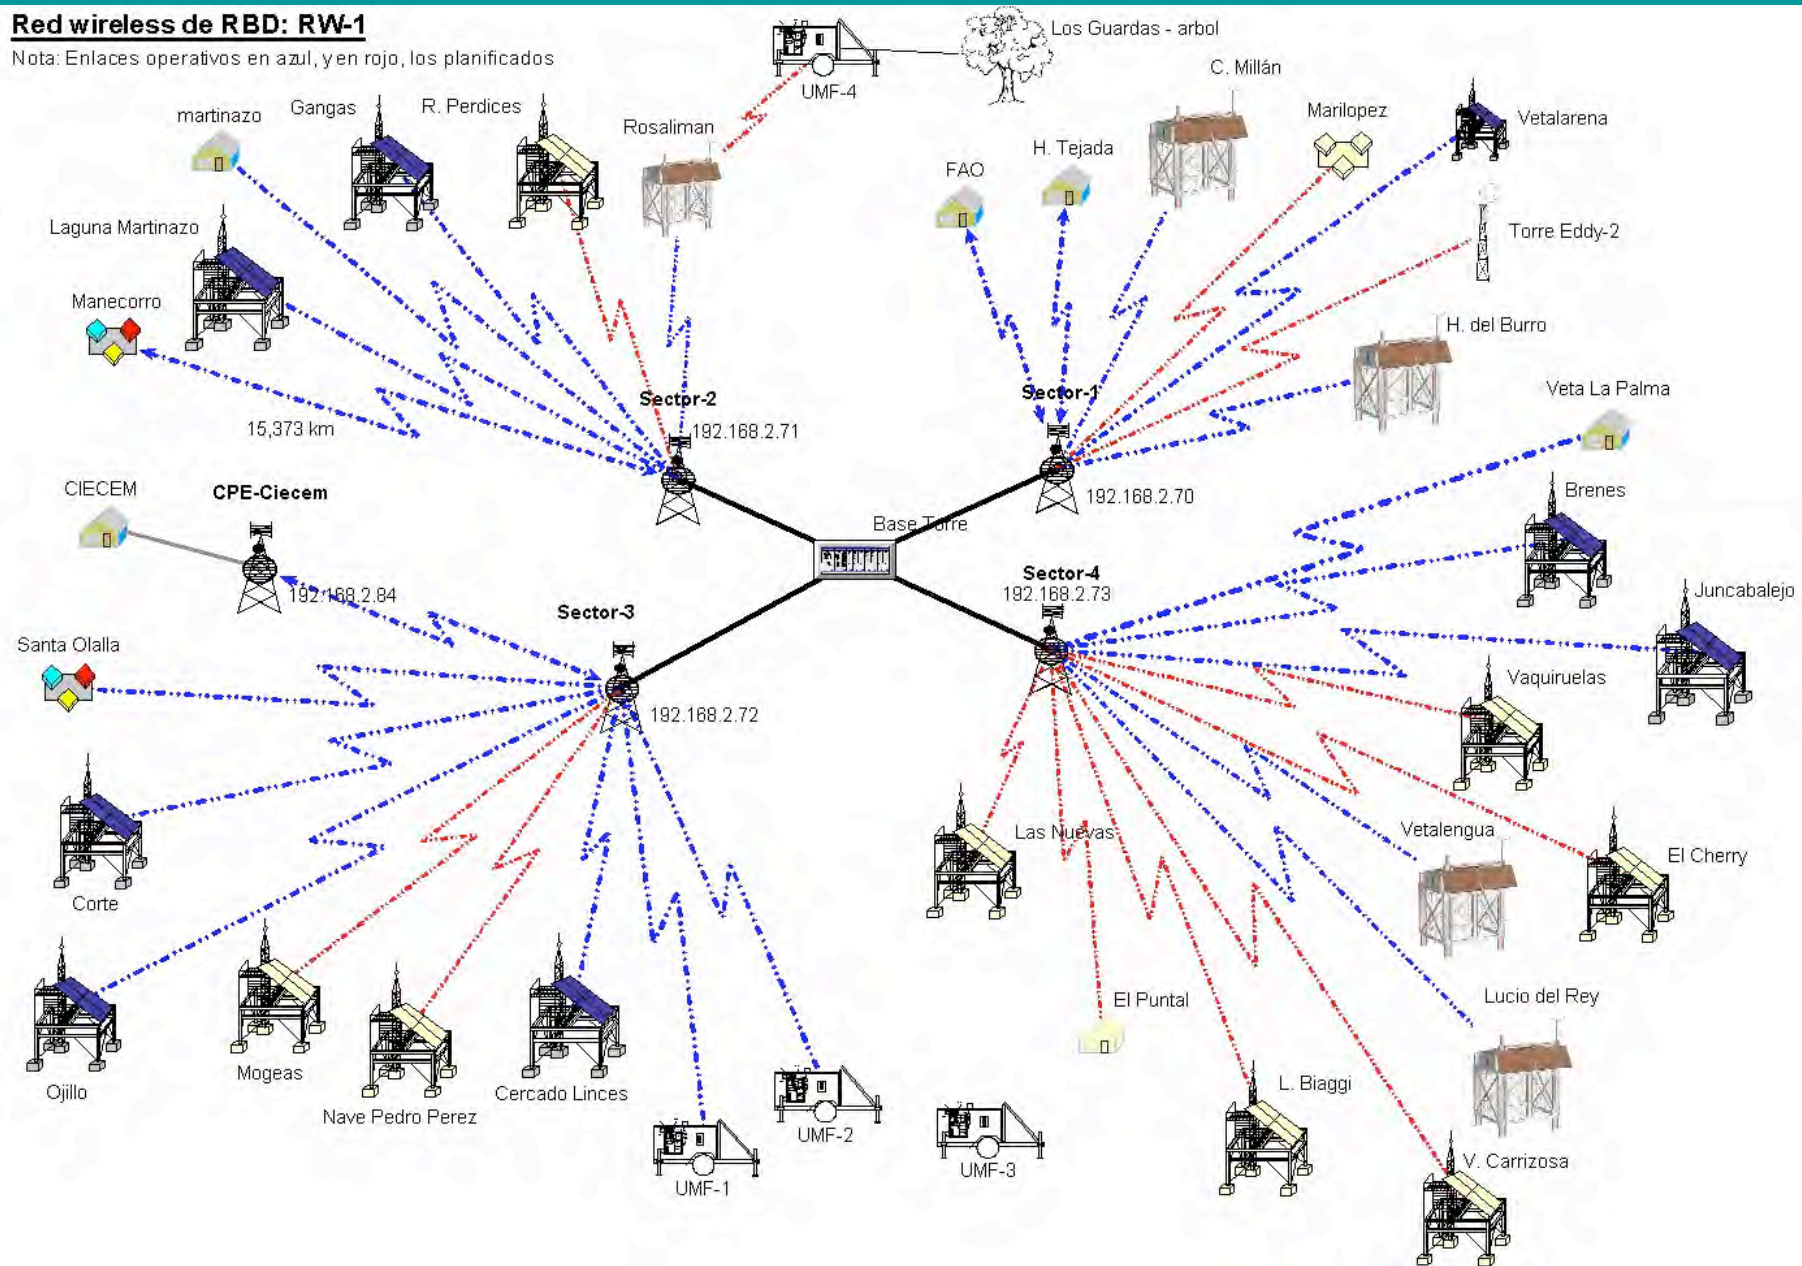 Red wireless de RBD: RW-1
Nota: Enlaces operativos en azul, y en rojo, los planificados
UMF-4
Los Guardas - arbol
martinazo
Gangas
R. Perdices
Rosaliman
FAO
H. Tejada
C. Millán
Marilopez
Vetalarena
Laguna Martinazo
Torre Eddy-2
Manecorro
H. del Burro
15,373 km
Sector-2
192.168.2.71
Sector-1
192.168.2.70
Veta La Palma
CIECEM
CPE-Ciecem
192.168.2.84
Base Torre
Brenes
Sector-3
192.168.2.72
Sector-4
192.168.2.73
Juncabalejo
Santa Olalla
Vaquiruelas
Corte
Las Nuevas
Vetalengua
El Cherry
Ojillo
Mogeas
Nave Pedro Perez
Cercado Linces
UMF-1
UMF-2
UMF-3
El Puntal
L. Biaggi
Lucio del Rey
V. Carrizosa